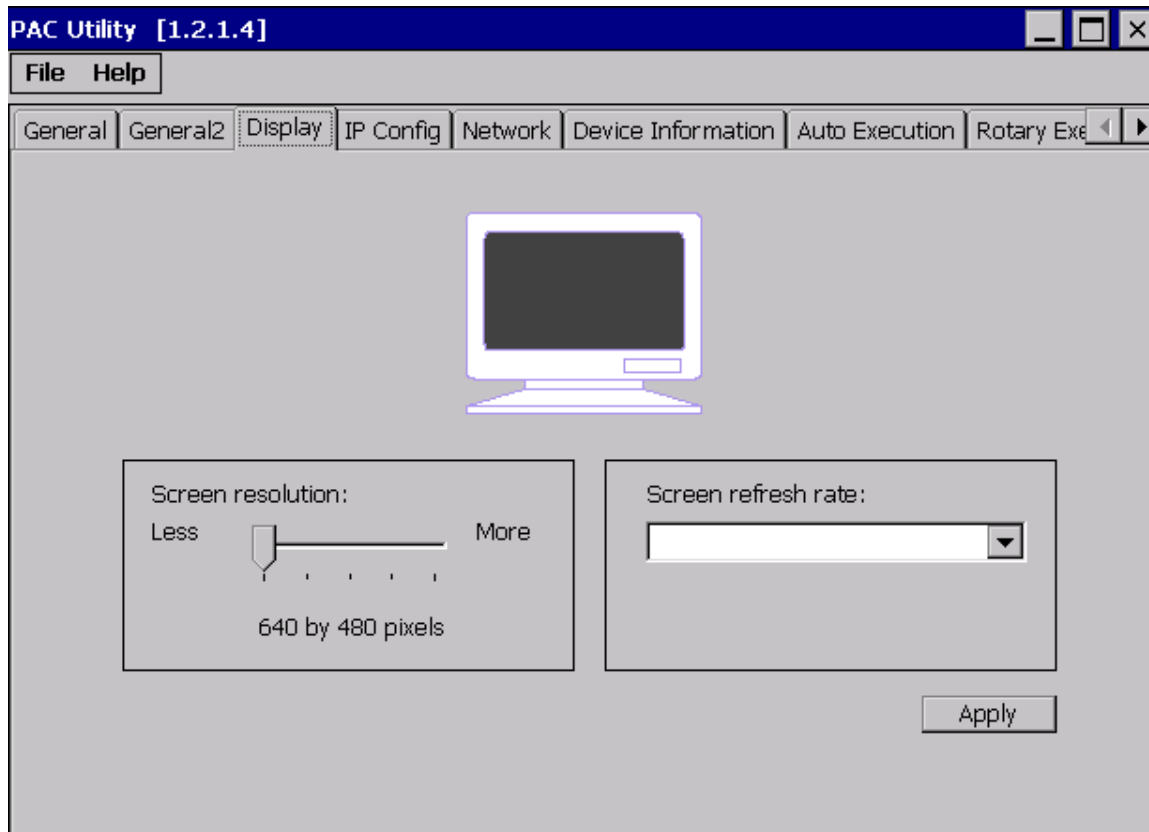 PAC Utility [1.2.1.4]
File Help
General General2 Display IP Config Network Device Information Auto Execution Rotary Exe
Screen resolution:
Less More
640 by 480 pixels
Screen refresh rate:
Apply